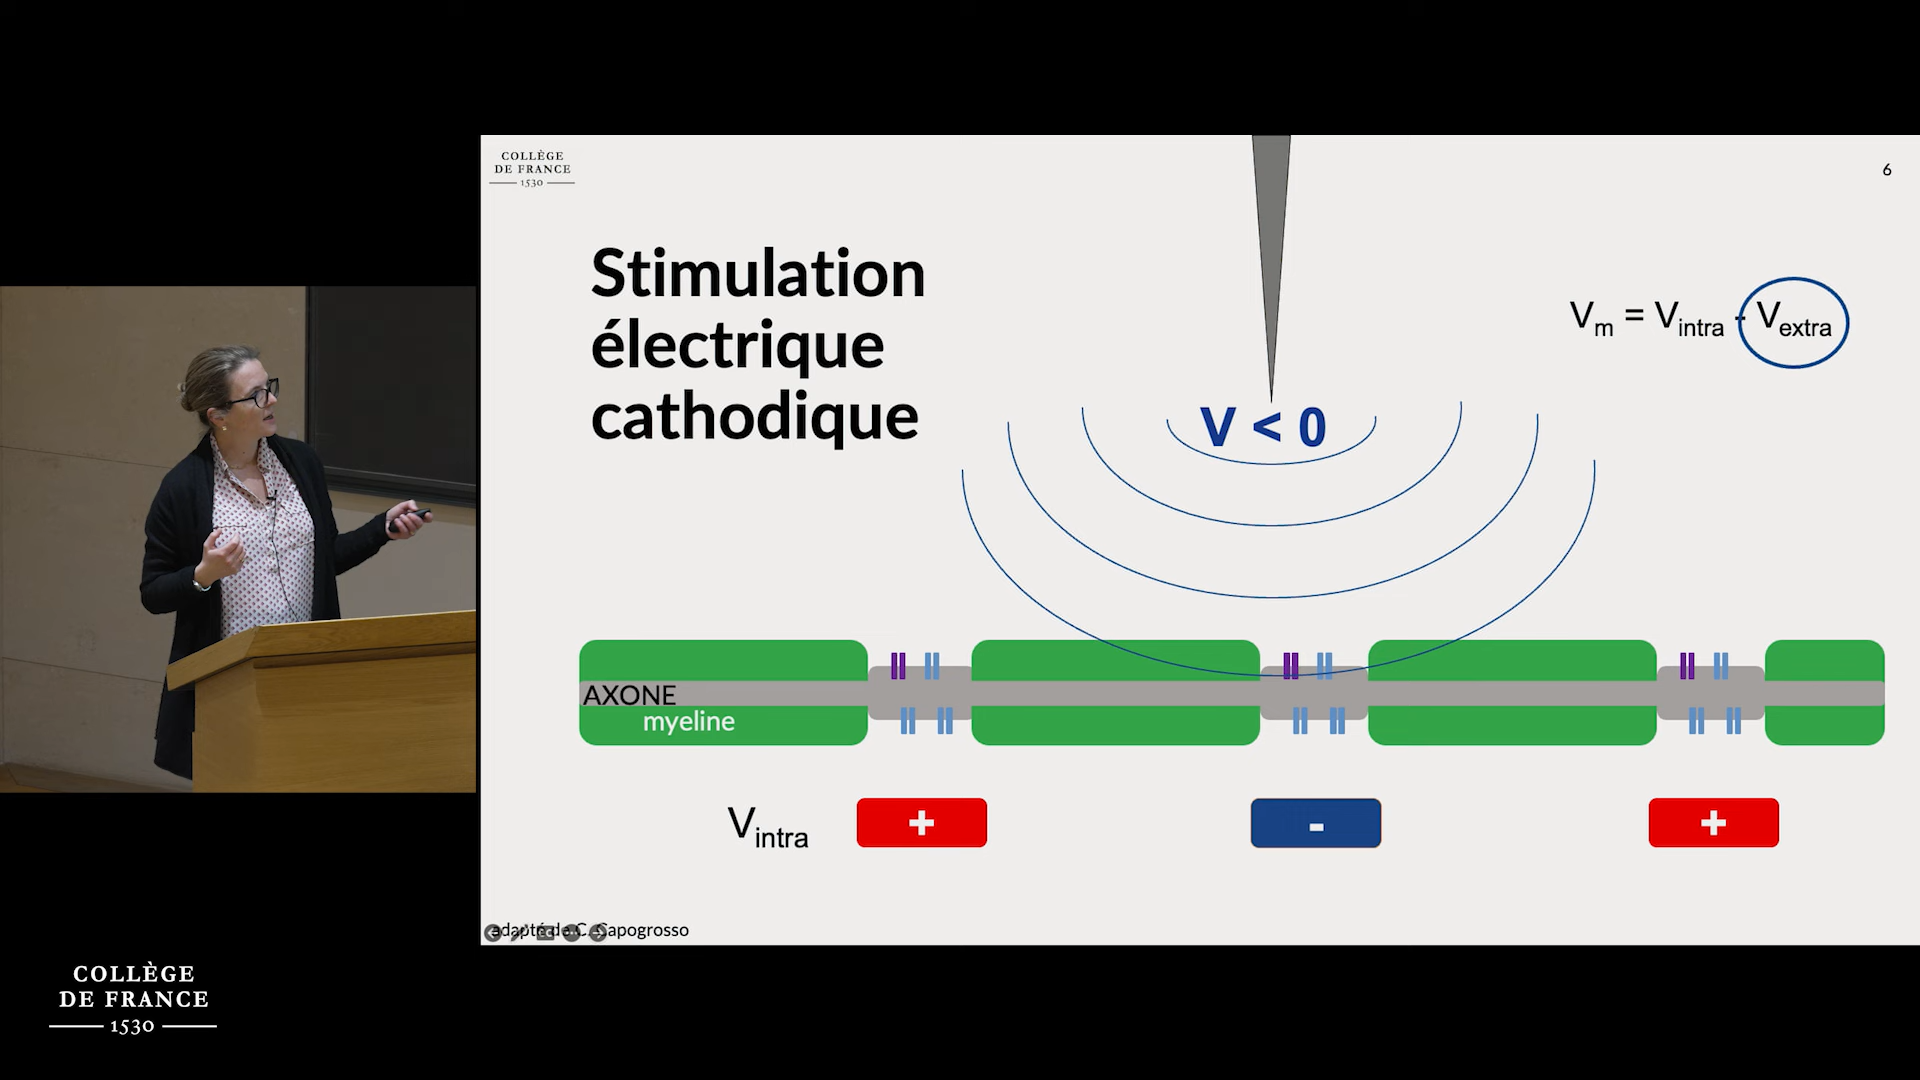 COLLÈGE
DE FRANCE
1530
6
Stimulation
électrique
cathodique
Vm = Vintra - Vextra
V < 0
AXONE
myeline
Vintra
+
-
+
adapté de C. Capogrosso
COLLÈGE
DE FRANCE
1530